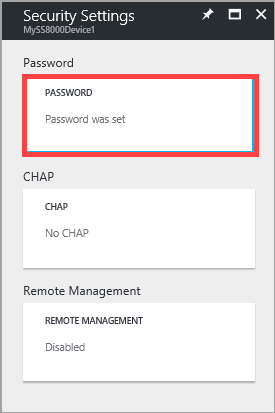 Security Settings
MySS8000Device1
Password
PASSWORD
Password was set
CHAP
CHAP
No CHAP
Remote Management
REMOTE MANAGEMENT
Disabled